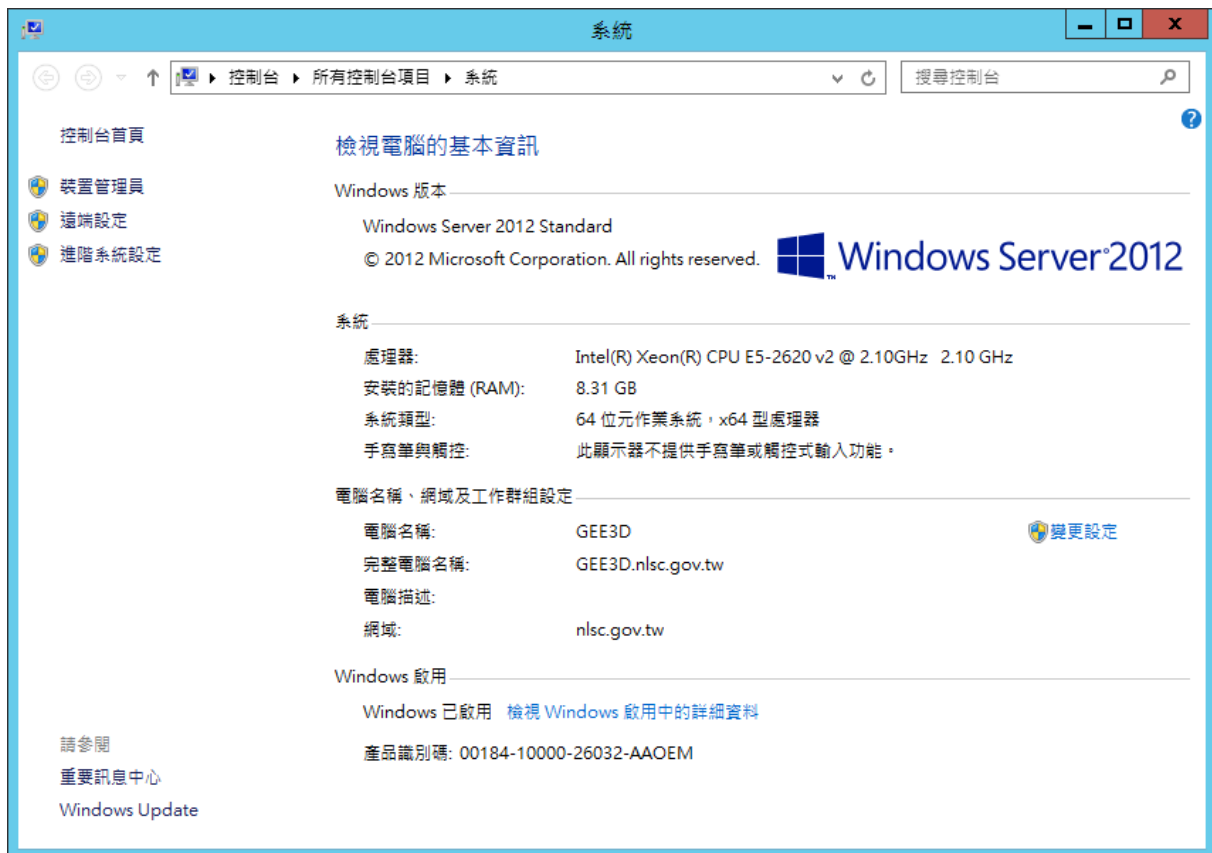 系統
控制台 所有控制台項目 系統
搜尋控制台
控制台首頁
裝置管理員
遠端設定
進階系統設定
檢視電腦的基本資訊
Windows 版本
Windows Server 2012 Standard
© 2012 Microsoft Corporation. All rights reserved.
Windows Server 2012
系統
處理器: Intel(R) Xeon(R) CPU E5-2620 v2 @ 2.10GHz 2.10 GHz
安裝的記憶體 (RAM): 8.31 GB
系統類型: 64 位元作業系統，x64 型處理器
手寫筆與觸控: 此顯示器不提供手寫筆或觸控式輸入功能。
電腦名稱、網域及工作群組設定
電腦名稱: GEE3D
變更設定
完整電腦名稱: GEE3D.nlsc.gov.tw
電腦描述:
網域: nlsc.gov.tw
Windows 啟用
Windows 已啟用 檢視 Windows 啟用中的詳細資料
產品識別碼: 00184-10000-26032-AAOEM
請參閱
重要訊息中心
Windows Update